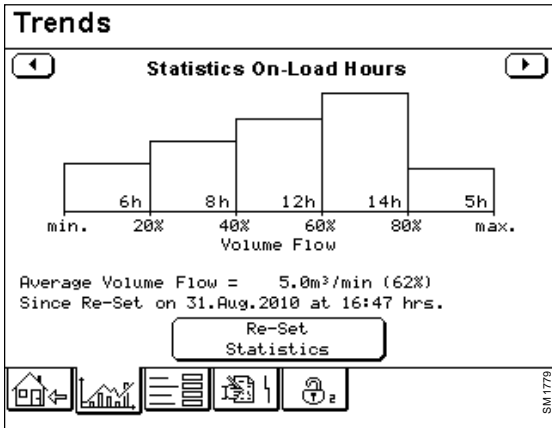 Trends
Statistics On-Load Hours
6h 8h 12h 14h 5h
min. 20% 40% 60% 80% max.
Volume Flow
Average Volume Flow = 5.0m³/min (62%)
Since Re-Set on 31.Aug.2010 at 16:47 hrs.
Re-Set
Statistics
2
SM1779